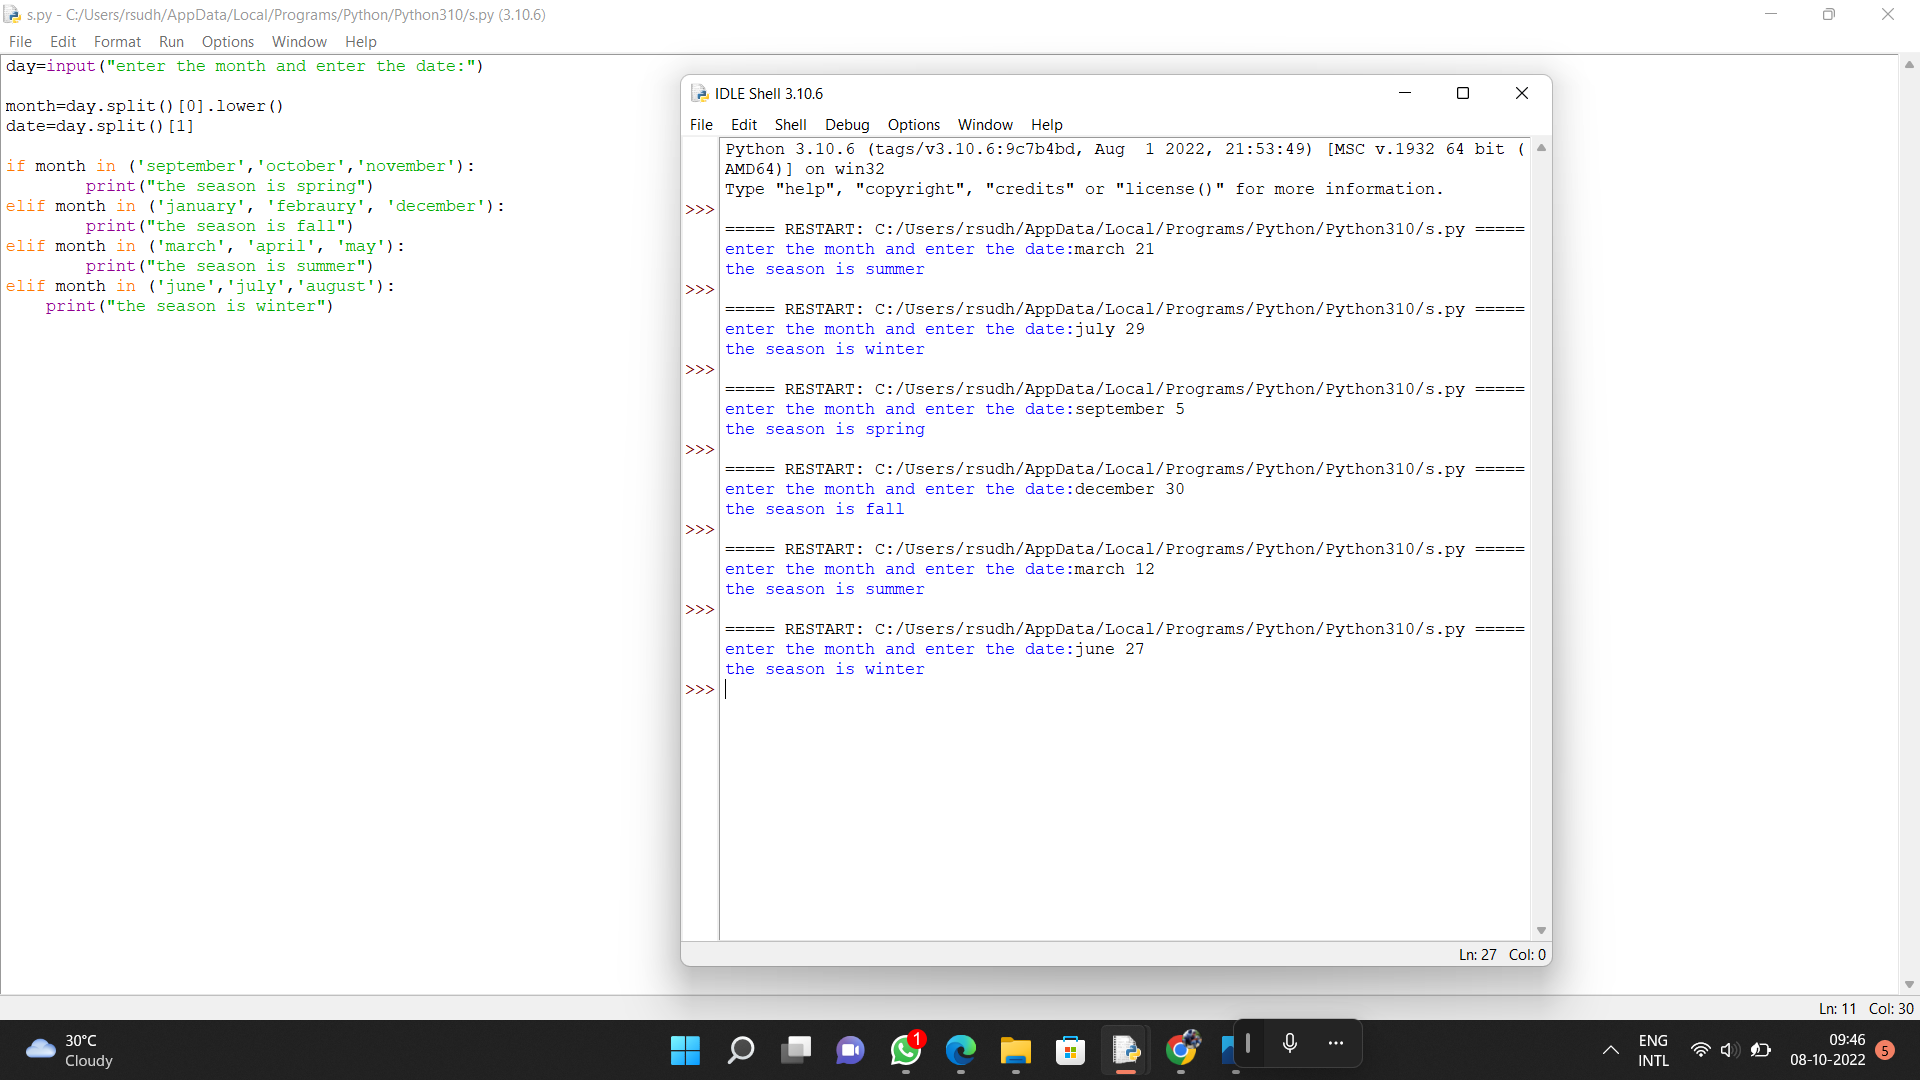 s.py - C:/Users/rsudh/AppData/Local/Programs/Python/Python310/s.py (3.10.6)
File Edit Format Run Options Window Help
day=input("enter the month and enter the date:")
month=day.split()[0].lower()
date=day.split()[1]
if month in ('september','october','november'):
        print("the season is spring")
elif month in ('january', 'febraury', 'december'):
        print("the season is fall")
elif month in ('march', 'april', 'may'):
        print("the season is summer")
elif month in ('june','july','august'):
    print("the season is winter")
IDLE Shell 3.10.6
File Edit Shell Debug Options Window Help
Python 3.10.6 (tags/v3.10.6:9c7b4bd, Aug  1 2022, 21:53:49) [MSC v.1932 64 bit (
AMD64)] on win32
Type "help", "copyright", "credits" or "license()" for more information.
>>>
===== RESTART: C:/Users/rsudh/AppData/Local/Programs/Python/Python310/s.py =====
enter the month and enter the date:march 21
the season is summer
>>>
===== RESTART: C:/Users/rsudh/AppData/Local/Programs/Python/Python310/s.py =====
enter the month and enter the date:july 29
the season is winter
>>>
===== RESTART: C:/Users/rsudh/AppData/Local/Programs/Python/Python310/s.py =====
enter the month and enter the date:september 5
the season is spring
>>>
===== RESTART: C:/Users/rsudh/AppData/Local/Programs/Python/Python310/s.py =====
enter the month and enter the date:december 30
the season is fall
>>>
===== RESTART: C:/Users/rsudh/AppData/Local/Programs/Python/Python310/s.py =====
enter the month and enter the date:march 12
the season is summer
>>>
===== RESTART: C:/Users/rsudh/AppData/Local/Programs/Python/Python310/s.py =====
enter the month and enter the date:june 27
the season is winter
>>>
Ln: 27 Col: 0
Ln: 11 Col: 30
30°C
Cloudy
1
ENG
INTL
09:46
08-10-2022
5